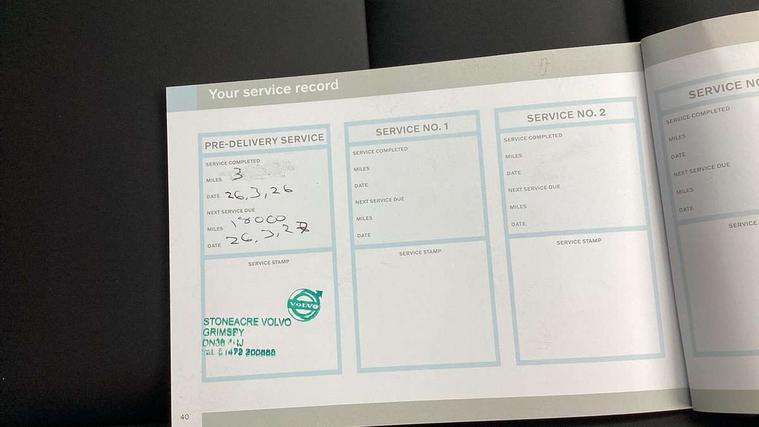 Your service record
PRE-DELIVERY SERVICE
SERVICE COMPLETED
MILES 3
DATE 26,3,26
NEXT SERVICE DUE
MILES 18000
DATE 26,3,27
SERVICE STAMP
VOLVO
STONEACRE VOLVO
GRIMSBY
SERVICE NO. 1
SERVICE COMPLETED
MILES
DATE
NEXT SERVICE DUE
MILES
DATE
SERVICE STAMP
SERVICE NO. 2
SERVICE COMPLETED
MILES
DATE
NEXT SERVICE DUE
MILES
DATE
SERVICE STAMP
SERVICE NO
SERVICE COMPLETED
MILES
DATE
NEXT SERVICE DUE
MILES
DATE
SERVICE
40